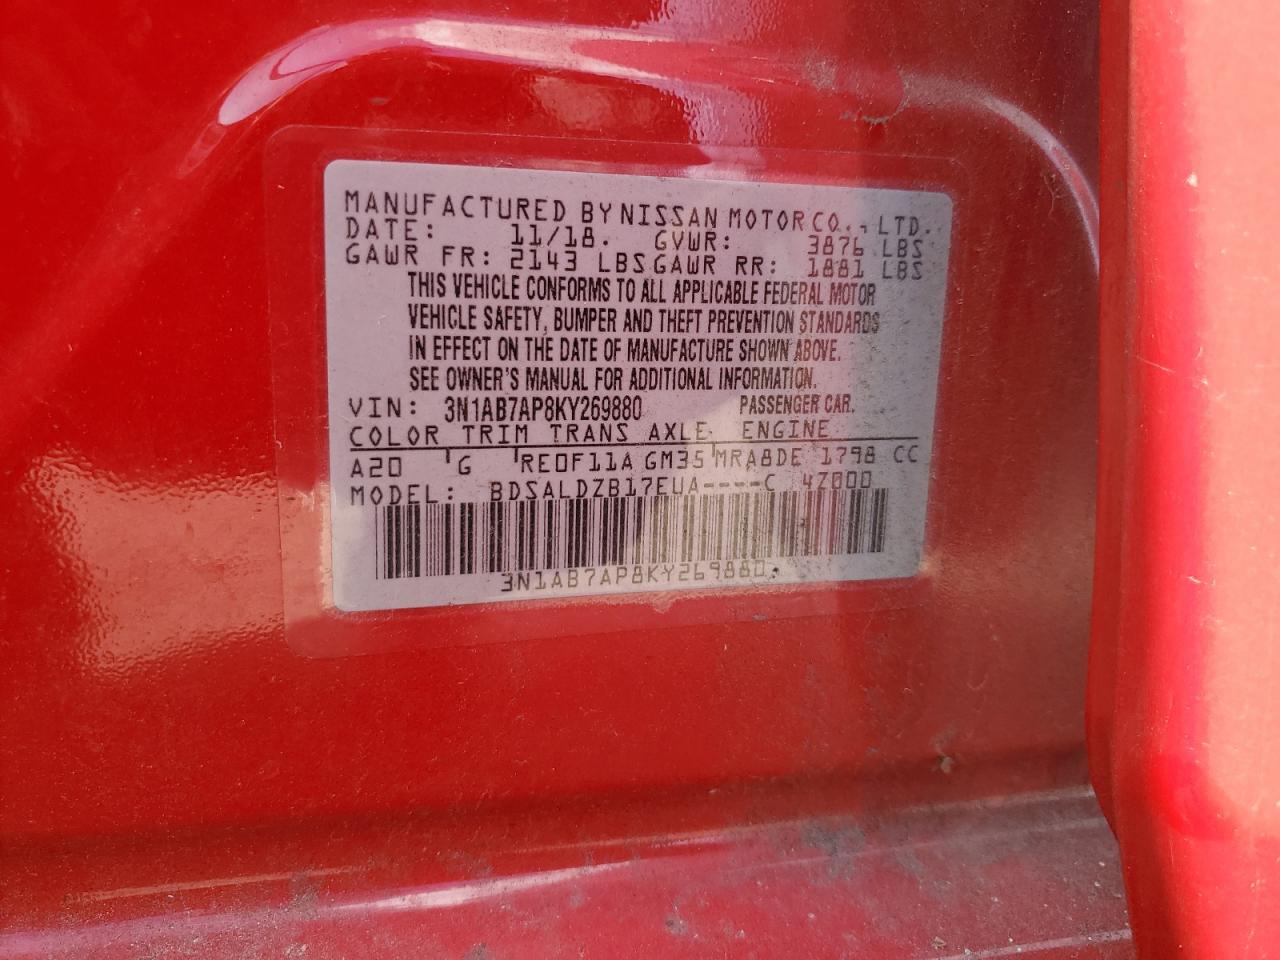 MANUFACTURED BY NISSAN MOTOR CO., LTD.
DATE: 11/18. GVWR: 3876 LBS
GAWR FR: 2143 LBS GAWR RR: 1881 LBS
THIS VEHICLE CONFORMS TO ALL APPLICABLE FEDERAL MOTOR
VEHICLE SAFETY, BUMPER AND THEFT PREVENTION STANDARDS
IN EFFECT ON THE DATE OF MANUFACTURE SHOWN ABOVE.
SEE OWNER'S MANUAL FOR ADDITIONAL INFORMATION.
VIN: 3N1AB7AP8KY269880 PASSENGER CAR.
COLOR TRIM TRANS AXLE ENGINE
A20 G RE0F11A GM35 MRA8DE 1798 CC
MODEL: BDSALDZB17EUA----C 4Z000
3N1AB7AP8KY269880